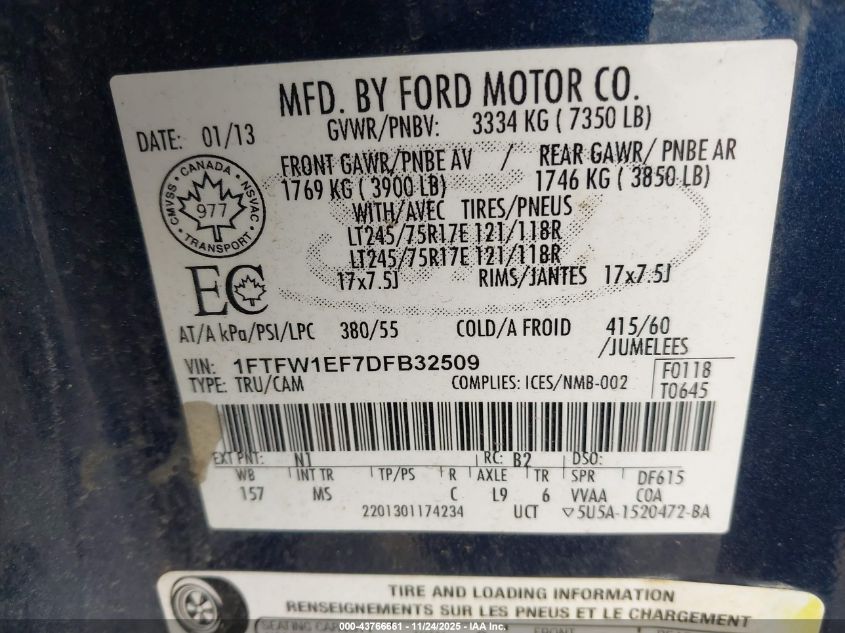 MFD. BY FORD MOTOR CO.
DATE: 01/13 GVWR/PNBV: 3334 KG ( 7350 LB)
FRONT GAWR/PNBE AV / REAR GAWR/ PNBE AR
1769 KG ( 3900 LB) 1746 KG ( 3850 LB)
WITH/AVEC TIRES/PNEUS
LT245/75R17E 121/118R
LT245/75R17E 121/118R
17x7.5J RIMS/JANTES 17x7.5J
CANADA
CMVSS NSVAC
977
TRANSPORT
EC
AT/A kPa/PSI/LPC 380/55 COLD/A FROID 415/60
/JUMELEES
VIN: 1FTFW1EF7DFB32509 F0118
TYPE: TRU/CAM COMPLIES: ICES/NMB-002 T0645
EXT PNT: N1 RC: B2 DSO:
WB INT TR TP/PS R AXLE TR SPR DF615
157 MS C L9 6 VVAA COA
2201301174234 UCT ▽5U5A-1520472-BA
TIRE AND LOADING INFORMATION
RENSEIGNEMENTS SUR LES PNEUS ET LE CHARGEMENT
000-43766661 - 11/24/2025 - IAA Inc.